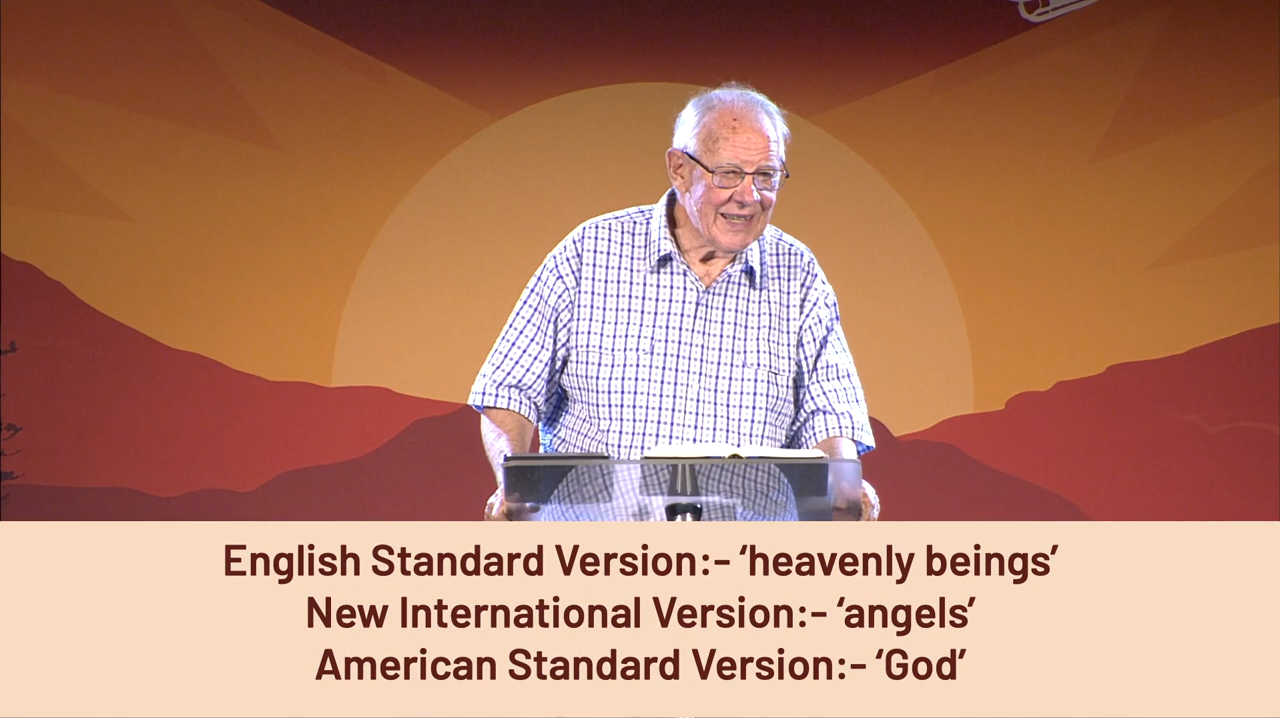 English Standard Version:- ‘heavenly beings’
New International Version:- ‘angels’
American Standard Version:- ‘God’